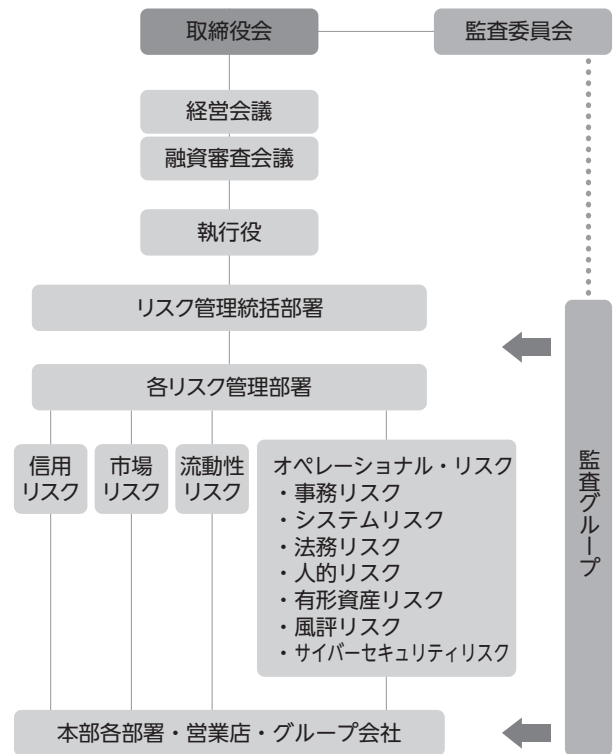 取締役会
監査委員会
経営会議
融資審査会議
執行役
リスク管理統括部署
各リスク管理部署
信用
リスク
市場
リスク
流動性
リスク
オペレーショナル・リスク
・事務リスク
・システムリスク
・法務リスク
・人的リスク
・有形資産リスク
・風評リスク
・サイバーセキュリティリスク
監査グループ
本部各部署・営業店・グループ会社